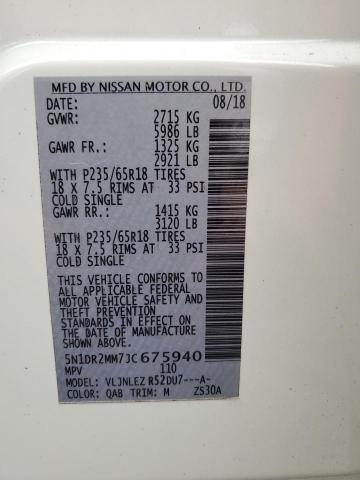 MFD BY NISSAN MOTOR CO., LTD.
DATE: 08/18
GVWR: 2715 KG
5986 LB
GAWR FR.: 1325 KG
2921 LB
WITH P235/65R18 TIRES
18 X 7.5 RIMS AT 33 PSI
COLD SINGLE
GAWR RR.: 1415 KG
3120 LB
WITH P235/65R18 TIRES
18 X 7.5 RIMS AT 33 PSI
COLD SINGLE
THIS VEHICLE CONFORMS TO
ALL APPLICABLE FEDERAL
MOTOR VEHICLE SAFETY
AND THEFT PREVENTION
STANDARDS IN EFFECT ON
THE DATE OF MANUFACTURE
SHOWN ABOVE.
5N1DR2MM7JC675940
MPV 110
MODEL: VLJNLEZ R52DU7---A-
COLOR: QAB TRIM: M ZS30A